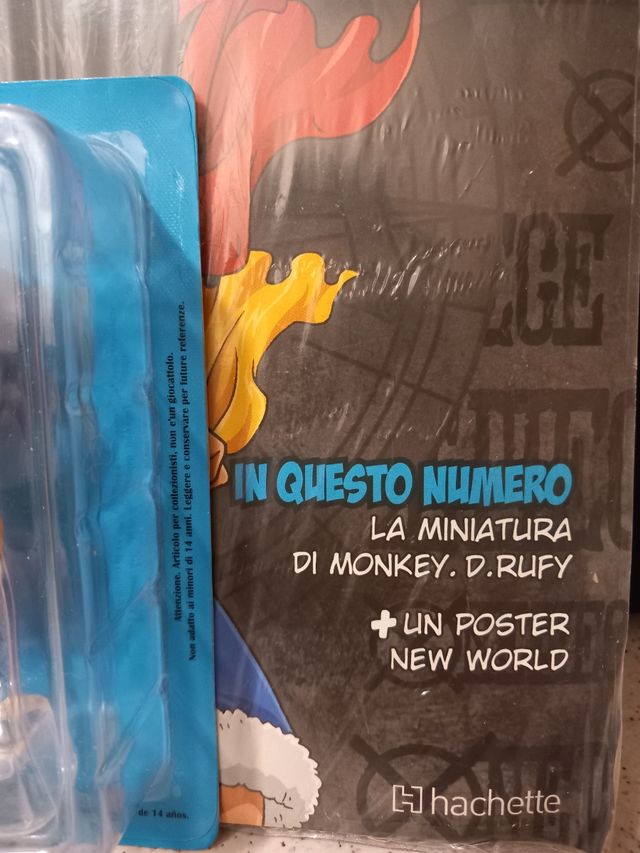 ECE
IN QUESTO NUMERO
LA MINIATURA
DI MONKEY. D.RUFY
+ UN POSTER
NEW WORLD
hachette
Attenzione. Articolo per collezionisti, non e'un giocattolo.
Non adatto ai minori di 14 anni. Leggere e conservare per future referenze.
de 14 años.